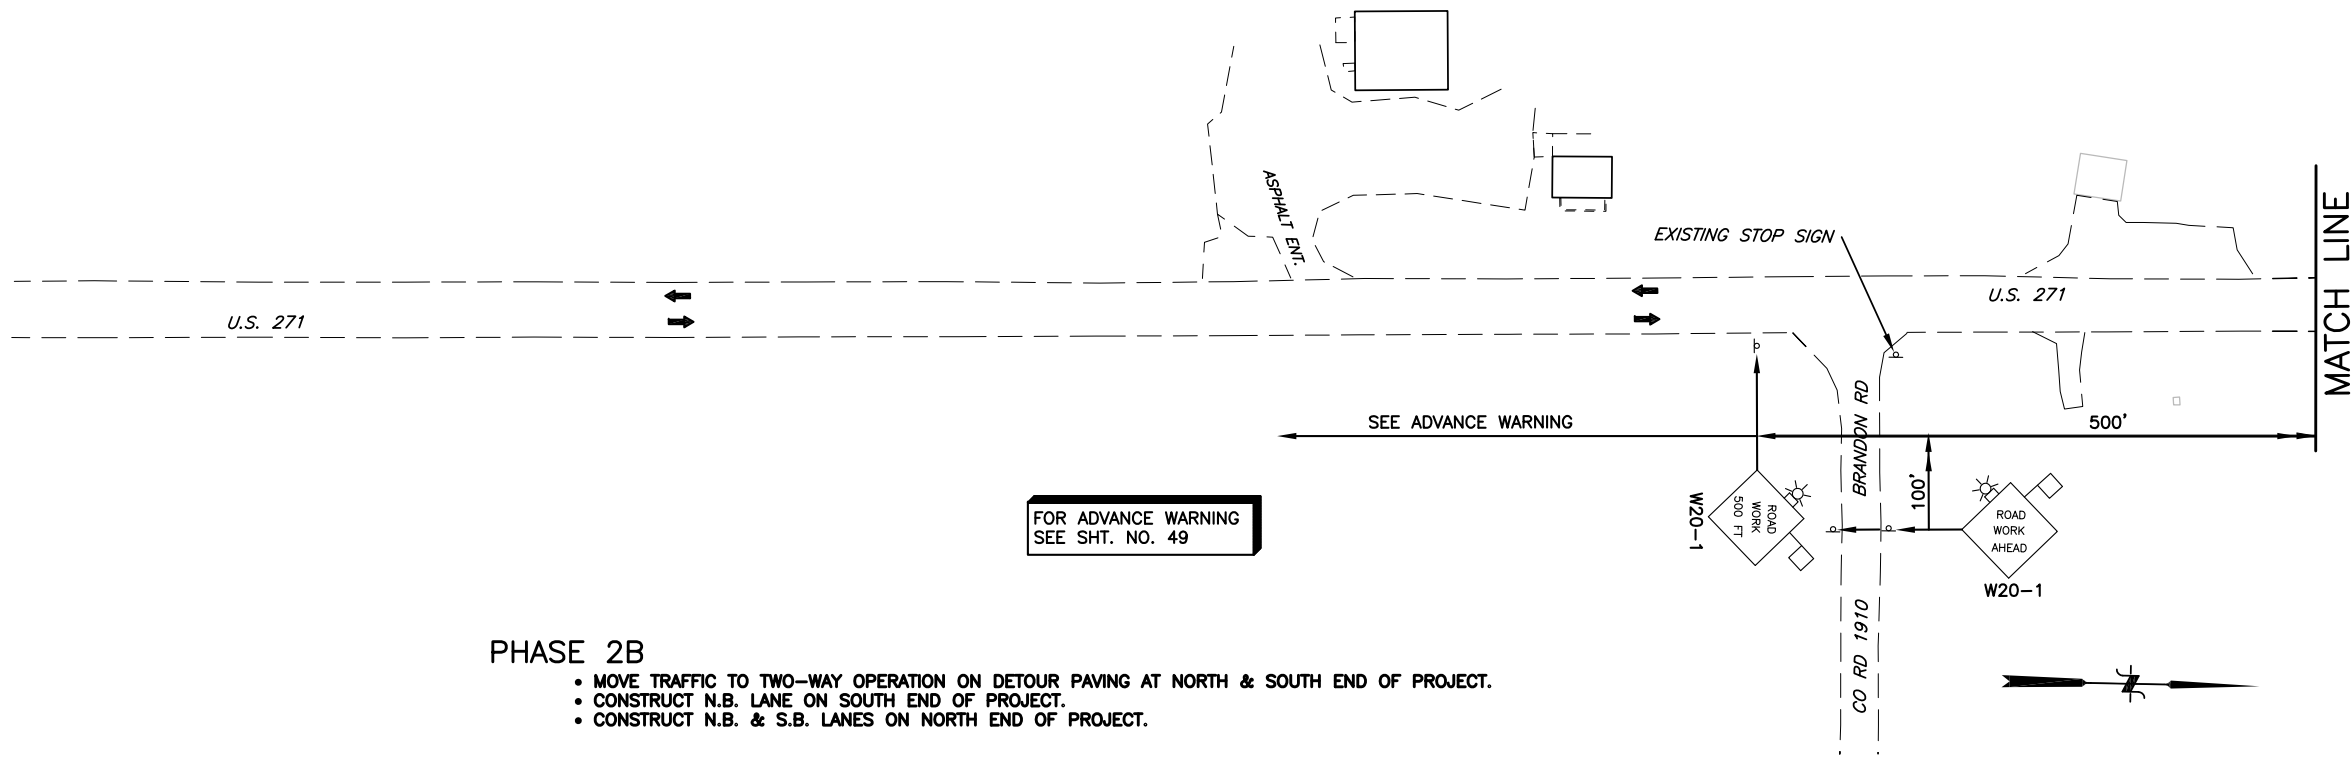 ASPHALT ENT.
EXISTING STOP SIGN
U.S. 271
U.S. 271
MATCH LINE
BRANDON RD
SEE ADVANCE WARNING
500'
100'
W20-1
ROAD
WORK
500 FT
ROAD
WORK
AHEAD
W20-1
FOR ADVANCE WARNING
SEE SHT. NO. 49
CO RD 1910
PHASE 2B
• MOVE TRAFFIC TO TWO-WAY OPERATION ON DETOUR PAVING AT NORTH & SOUTH END OF PROJECT.
• CONSTRUCT N.B. LANE ON SOUTH END OF PROJECT.
• CONSTRUCT N.B. & S.B. LANES ON NORTH END OF PROJECT.